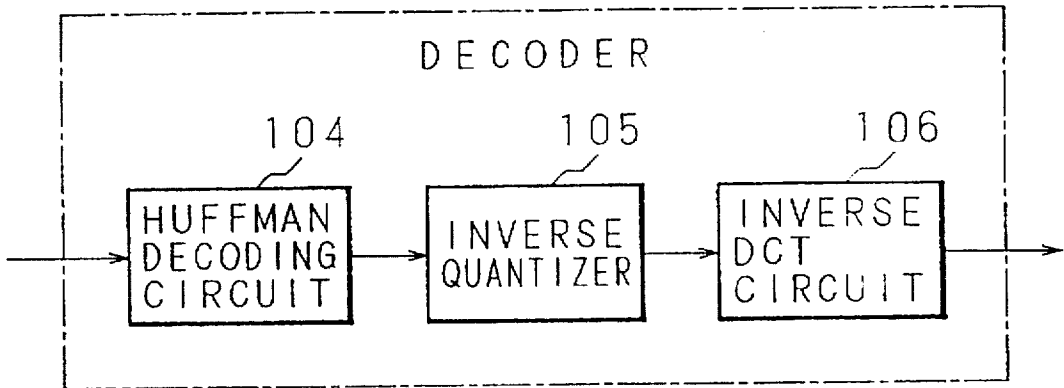 DECODER
104
105
106
HUFFMAN
DECODING
CIRCUIT
INVERSE
QUANTIZER
INVERSE
DCT
CIRCUIT